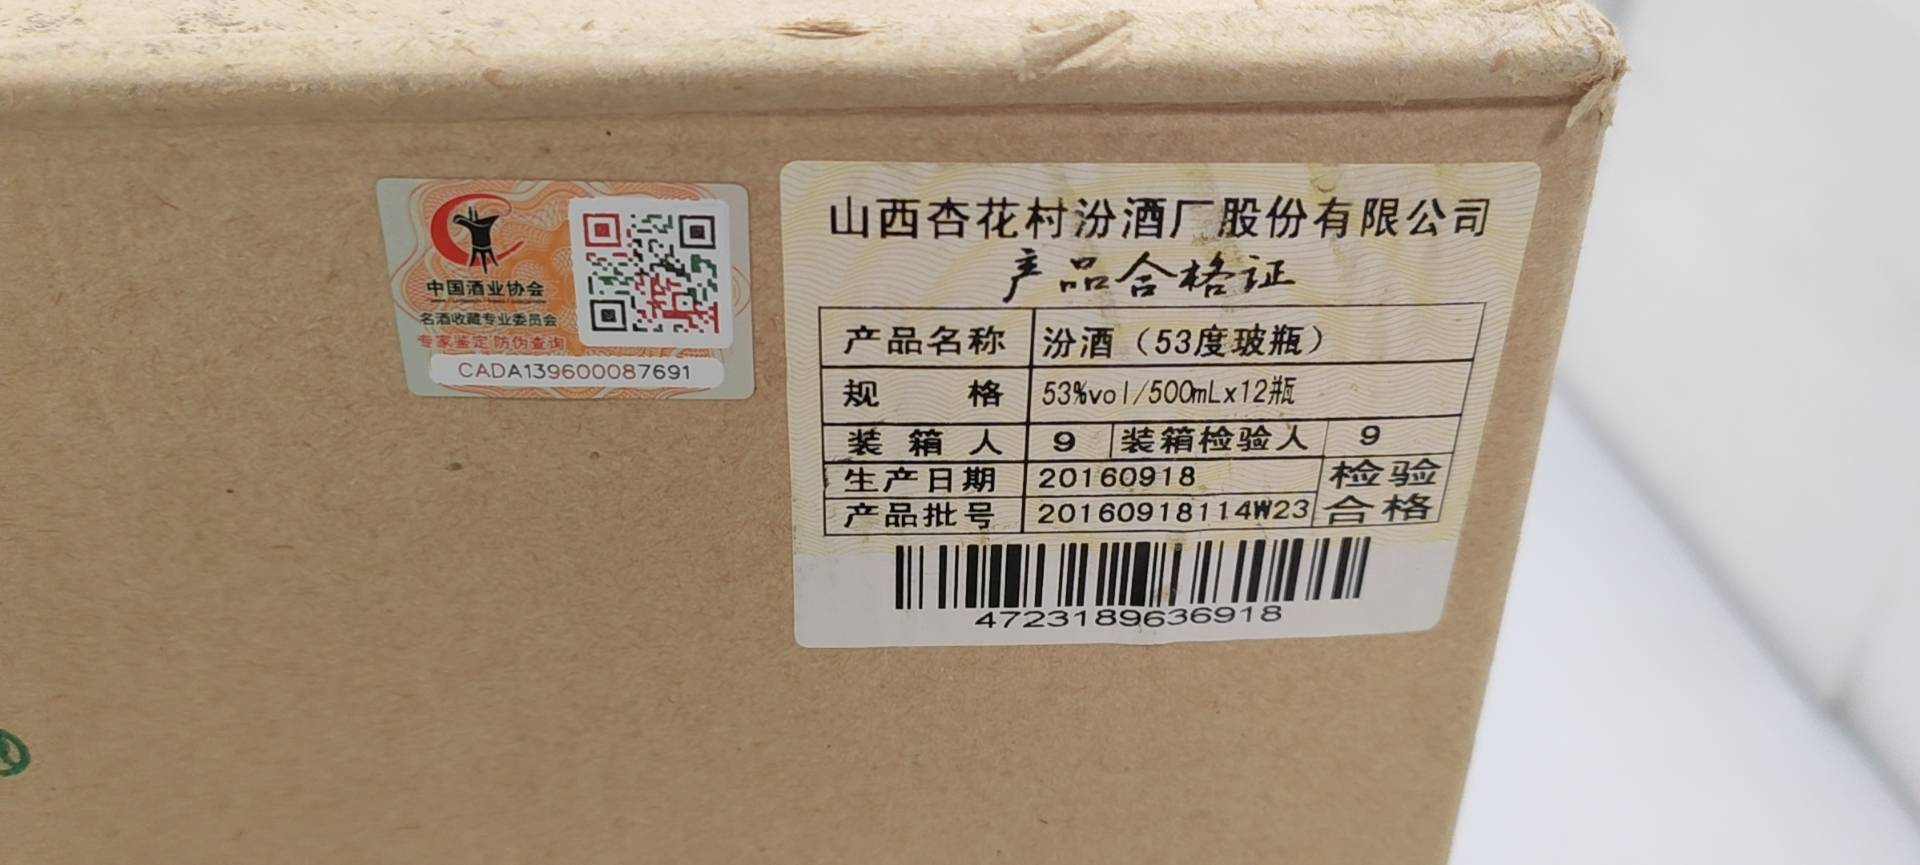 中国酒业协会
名酒收藏专业委员会
专家鉴定 防伪查询
CADA139600087691
山西杏花村汾酒厂股份有限公司
产品合格证
产品名称 汾酒（53度玻瓶）
规 格 53%vol/500mLx12瓶
装箱人 9 装箱检验人 9
生产日期 20160918 检验
产品批号 20160918114W23 合格
4723189636918